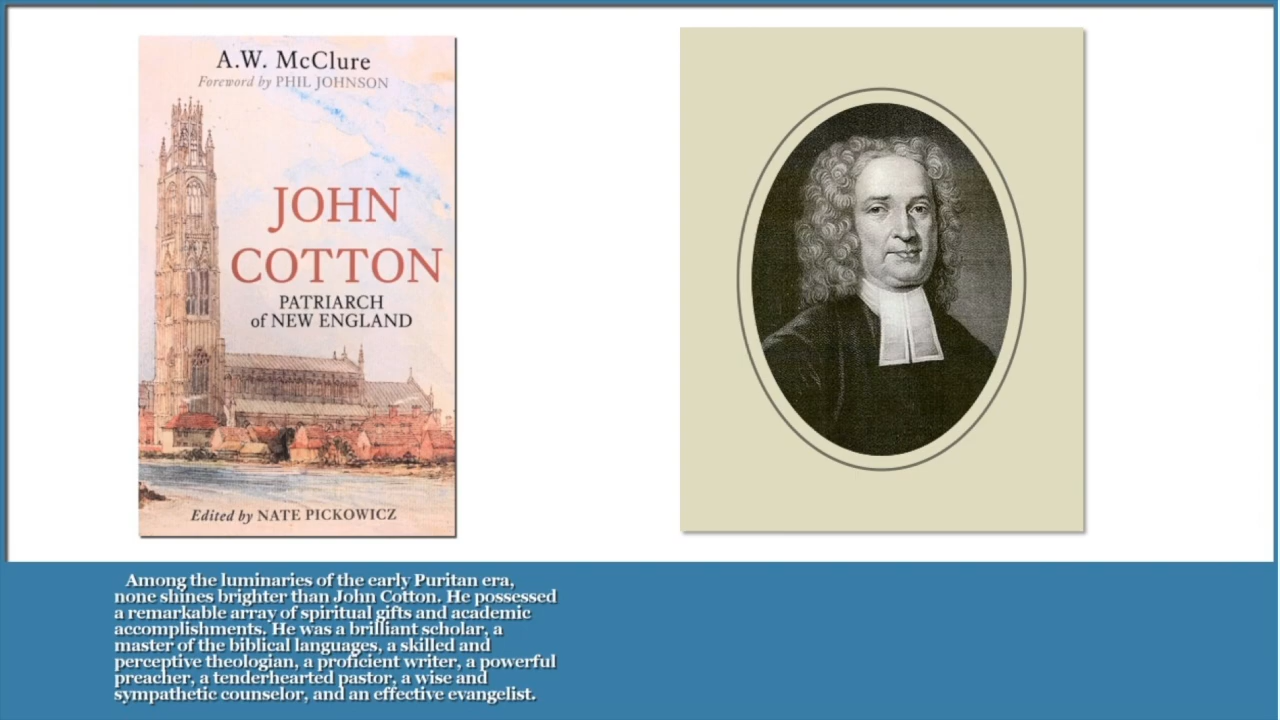 A.W. McClure
Foreword by PHIL JOHNSON
JOHN
COTTON
PATRIARCH
of NEW ENGLAND
Edited by NATE PICKOWICZ
Among the luminaries of the early Puritan era,
none shines brighter than John Cotton. He possessed
a remarkable array of spiritual gifts and academic
accomplishments. He was a brilliant scholar, a
master of the biblical languages, a skilled and
perceptive theologian, a proficient writer, a powerful
preacher, a tenderhearted pastor, a wise and
sympathetic counselor, and an effective evangelist.